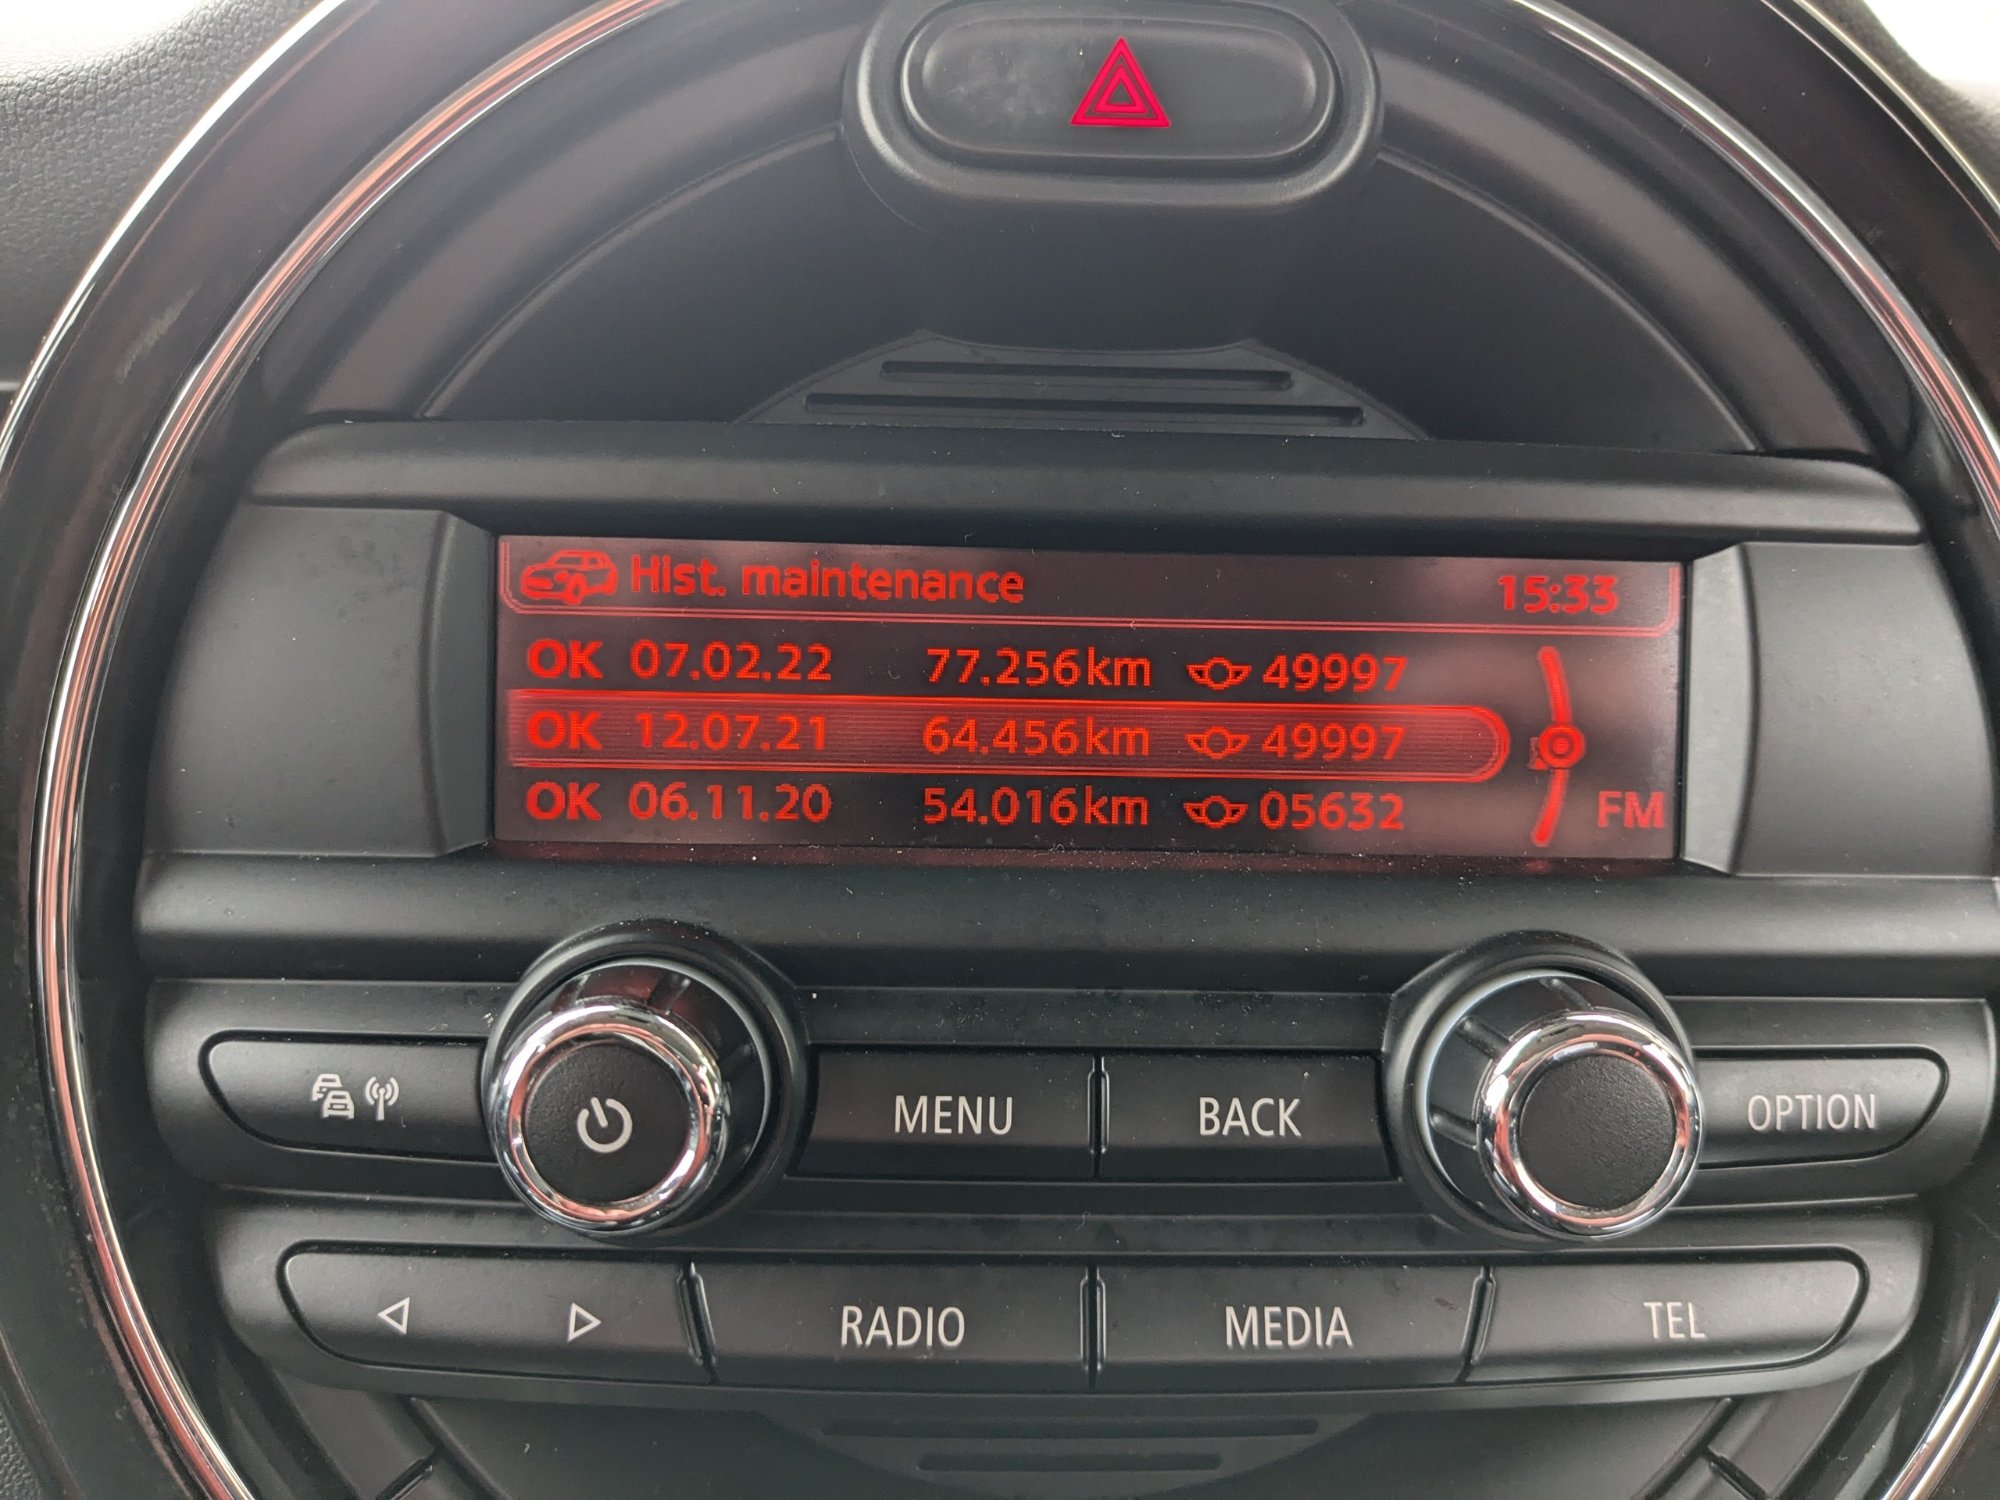 Hist. maintenance 15:33
OK 07.02.22 77.256km 49997
OK 12.07.21 64.456km 49997
OK 06.11.20 54.016km 05632
FM
MENU BACK OPTION
RADIO MEDIA TEL